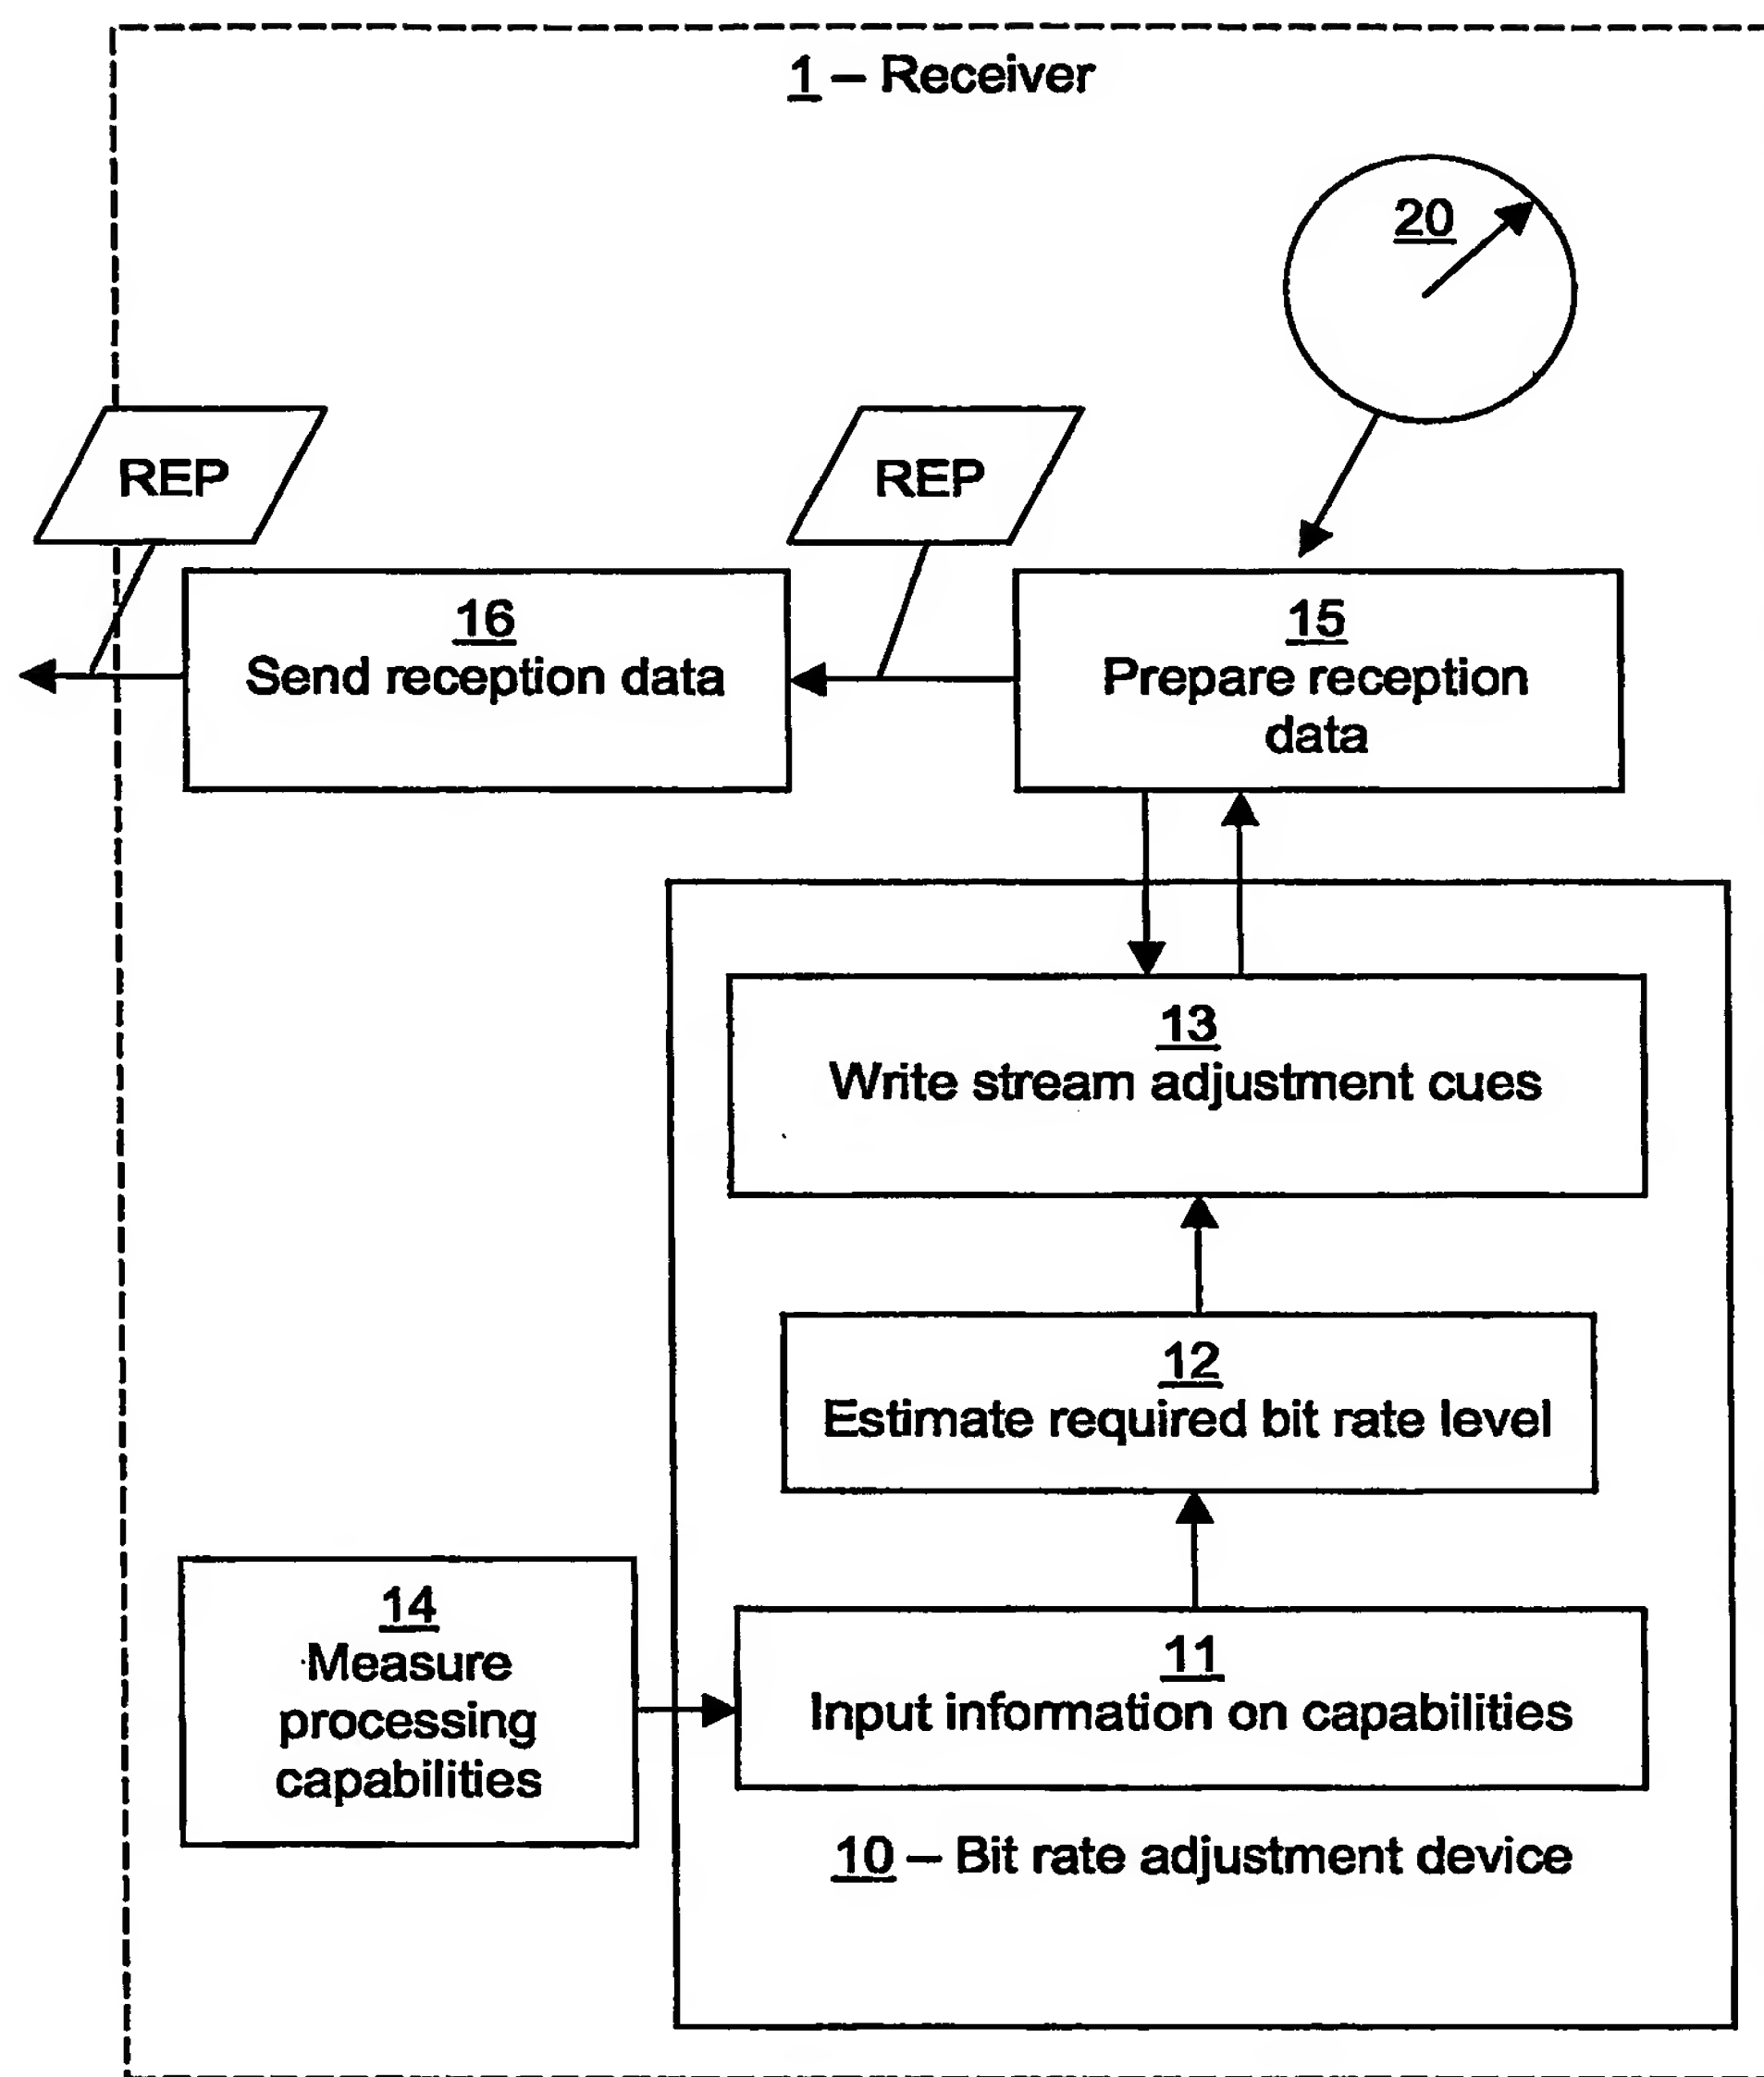 1 – Receiver
20
REP
REP
16
Send reception data
15
Prepare reception
data
13
Write stream adjustment cues
12
Estimate required bit rate level
14
Measure
processing
capabilities
11
Input information on capabilities
10 – Bit rate adjustment device